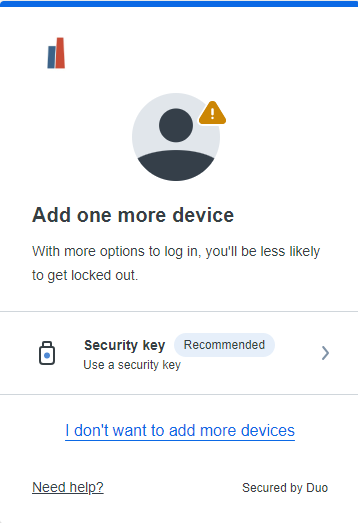 Add one more device
With more options to log in, you'll be less likely
to get locked out.
Security key Recommended
Use a security key
I don't want to add more devices
Need help? Secured by Duo